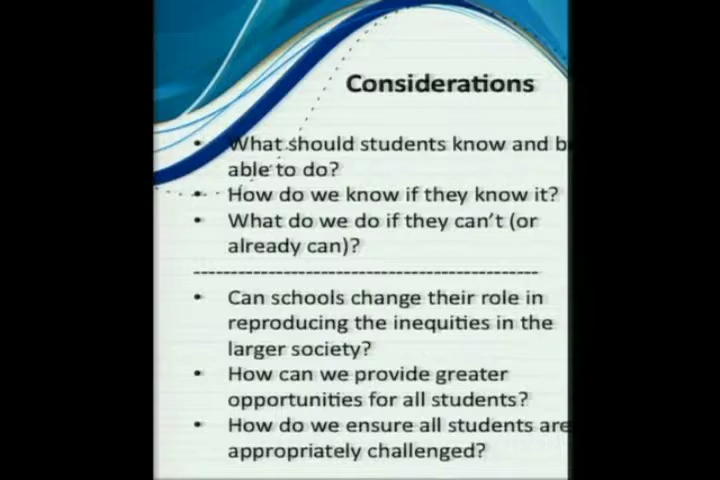 Considerations
• What should students know and b
able to do?
• How do we know if they know it?
• What do we do if they can't (or
already can)?
----------------------------------------------------------
• Can schools change their role in
reproducing the inequities in the
larger society?
• How can we provide greater
opportunities for all students?
• How do we ensure all students are
appropriately challenged?